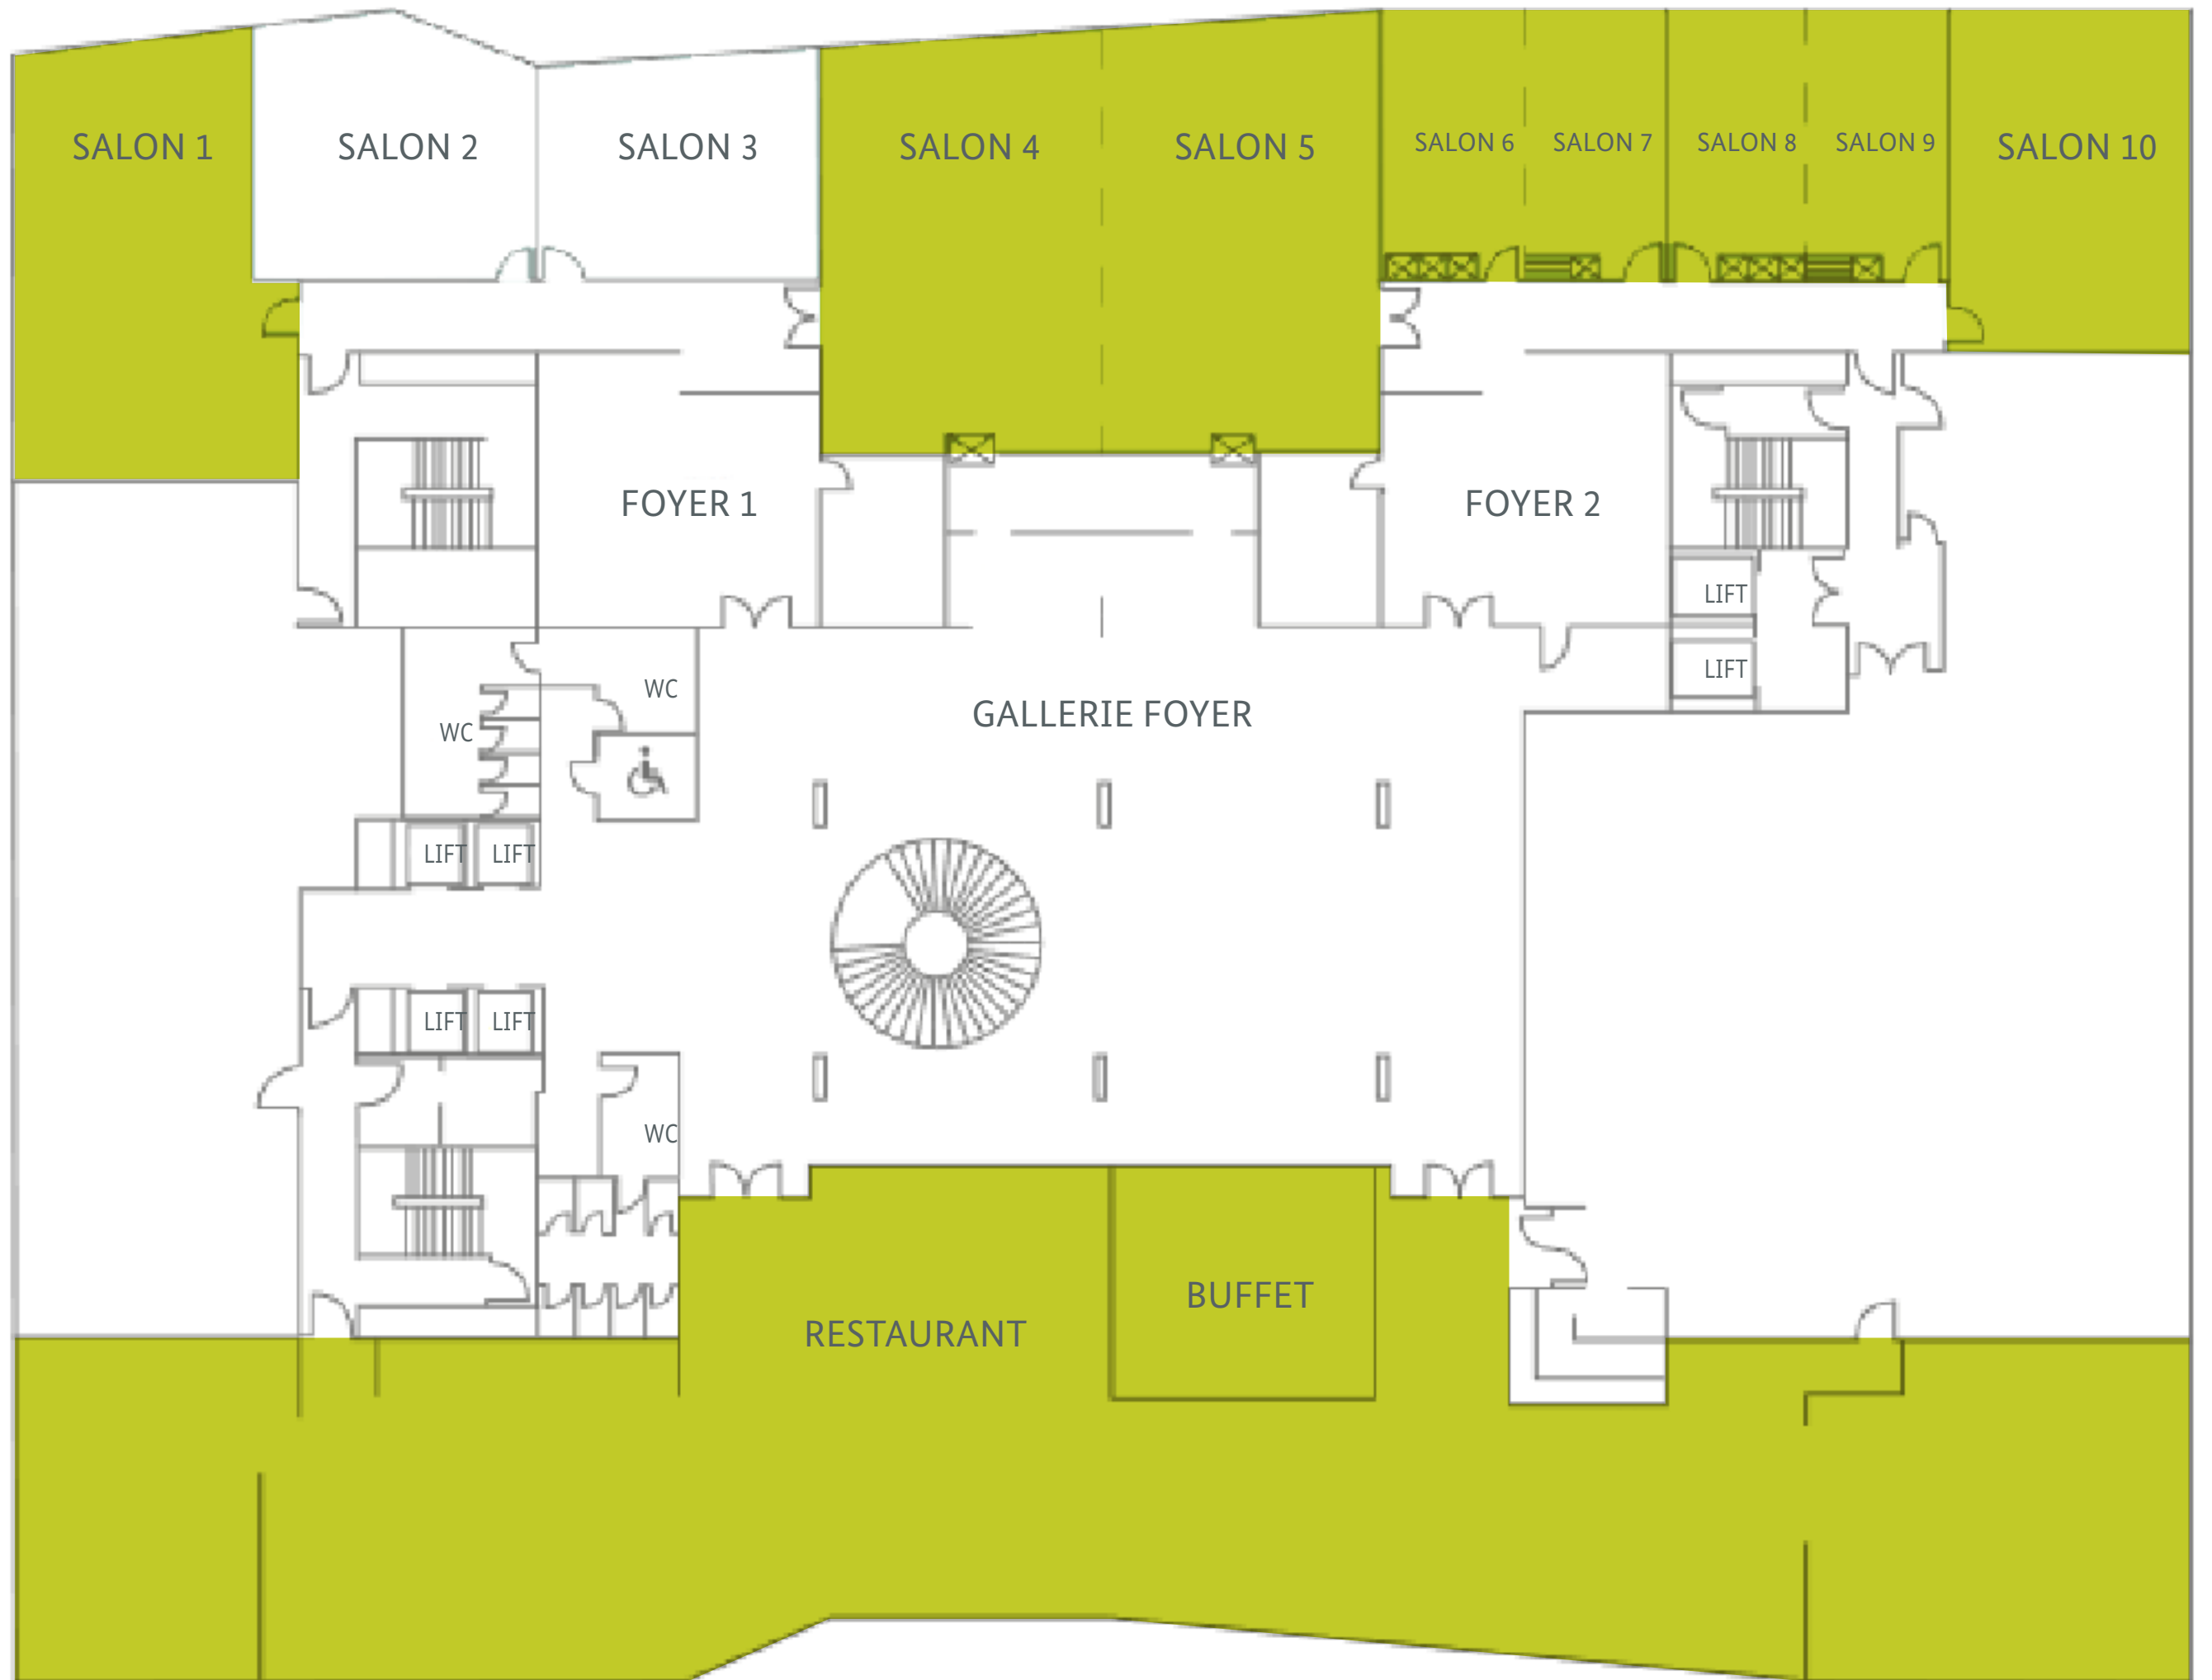 SALON 1
SALON 2
SALON 3
SALON 4
SALON 5
SALON 6
SALON 7
SALON 8
SALON 9
SALON 10
FOYER 1
FOYER 2
LIFT
LIFT
WC
WC
GALLERIE FOYER
LIFT
LIFT
LIFT
LIFT
WC
BUFFET
RESTAURANT